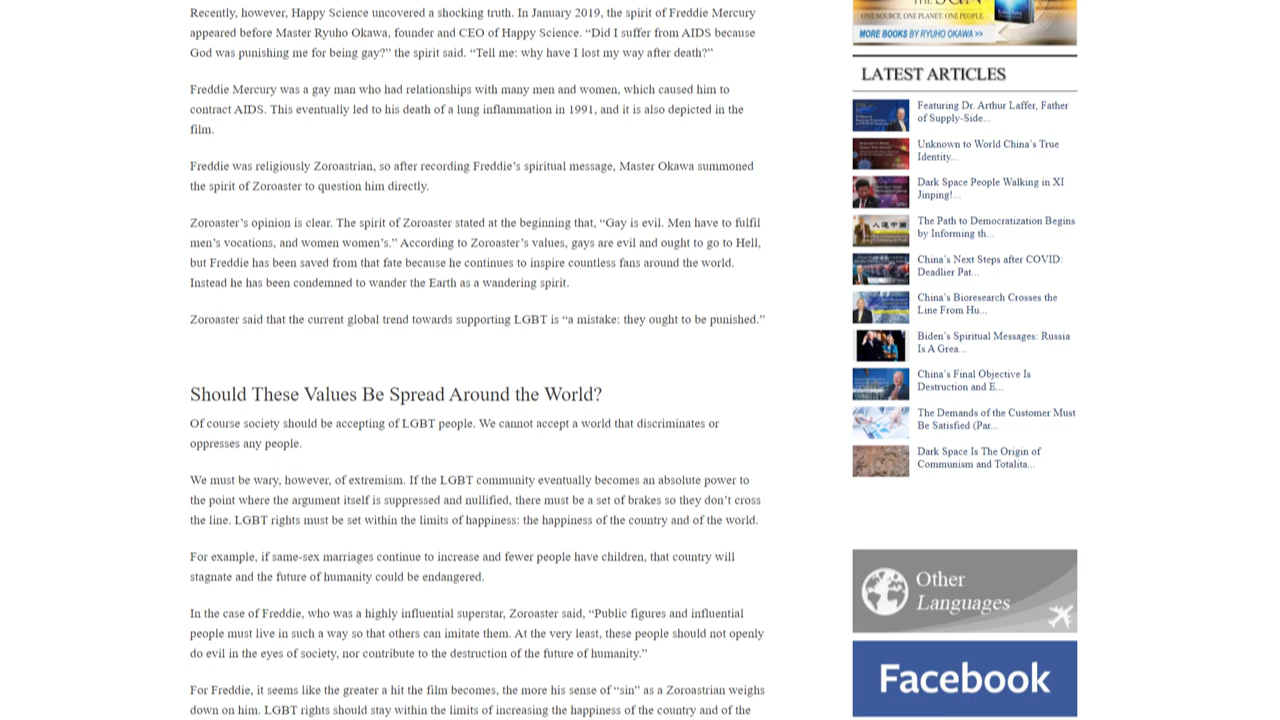 Recently, however, Happy Science uncovered a shocking truth. In January 2019, the spirit of Freddie Mercury
appeared before Master Ryuho Okawa, founder and CEO of Happy Science. “Did I suffer from AIDS because
God was punishing me for being gay?” the spirit said. “Tell me: why have I lost my way after death?”
Freddie Mercury was a gay man who had relationships with many men and women, which caused him to
contract AIDS. This eventually led to his death of a lung inflammation in 1991, and it is also depicted in the
film.
Freddie was religiously Zoroastrian, so after recording Freddie’s spiritual message, Master Okawa summoned
the spirit of Zoroaster to question him directly.
Zoroaster’s opinion is clear. The spirit of Zoroaster stated at the beginning that, “Gay is evil. Men have to fulfil
men’s vocations, and women women’s.” According to Zoroaster’s values, gays are evil and ought to go to Hell,
but Freddie has been saved from that fate because he continues to inspire countless fans around the world.
Instead he has been condemned to wander the Earth as a wandering spirit.
Zoroaster said that the current global trend towards supporting LGBT is “a mistake: they ought to be punished.”
Should These Values Be Spread Around the World?
Of course society should be accepting of LGBT people. We cannot accept a world that discriminates or
oppresses any people.
We must be wary, however, of extremism. If the LGBT community eventually becomes an absolute power to
the point where the argument itself is suppressed and nullified, there must be a set of brakes so they don’t cross
the line. LGBT rights must be set within the limits of happiness: the happiness of the country and of the world.
For example, if same-sex marriages continue to increase and fewer people have children, that country will
stagnate and the future of humanity could be endangered.
In the case of Freddie, who was a highly influential superstar, Zoroaster said, “Public figures and influential
people must live in such a way so that others can imitate them. At the very least, these people should not openly
do evil in the eyes of society, nor contribute to the destruction of the future of humanity.”
For Freddie, it seems like the greater a hit the film becomes, the more his sense of “sin” as a Zoroastrian weighs
down on him. LGBT rights should stay within the limits of increasing the happiness of the country and of the
ONE SOURCE. ONE PLANET. ONE PEOPLE.
MORE BOOKS BY RYUHO OKAWA >>
LATEST ARTICLES
Featuring Dr. Arthur Laffer, Father
of Supply-Side...
Unknown to World China’s True
Identity...
Dark Space People Walking in XI
Jinping!...
The Path to Democratization Begins
by Informing th...
China’s Next Steps after COVID:
Deadlier Pat...
China’s Bioresearch Crosses the
Line From Hu...
Biden’s Spiritual Messages: Russia
Is A Grea...
China’s Final Objective Is
Destruction and E...
The Demands of the Customer Must
Be Satisfied (Par...
Dark Space Is The Origin of
Communism and Totalita...
Other
Languages
Facebook